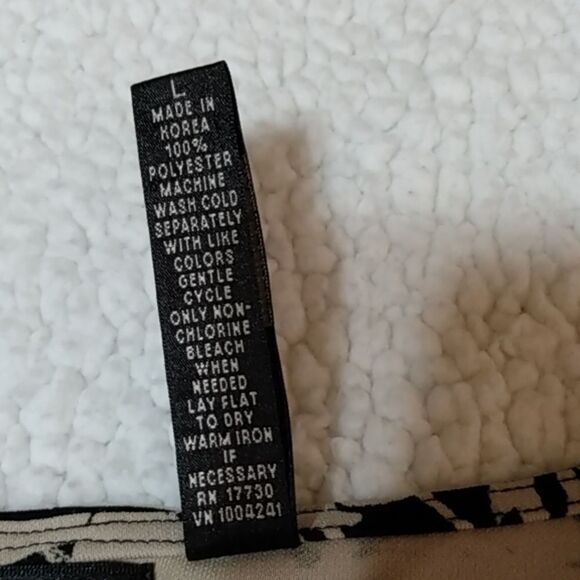 L
MADE IN
KOREA
100%
POLYESTER
MACHINE
WASH COLD
SEPARATELY
WITH LIKE
COLORS
GENTLE
CYCLE
ONLY NON-
CHLORINE
BLEACH
WHEN
NEEDED
LAY FLAT
TO DRY
WARM IRON
IF
NECESSARY
RN 17730
VN 1004241